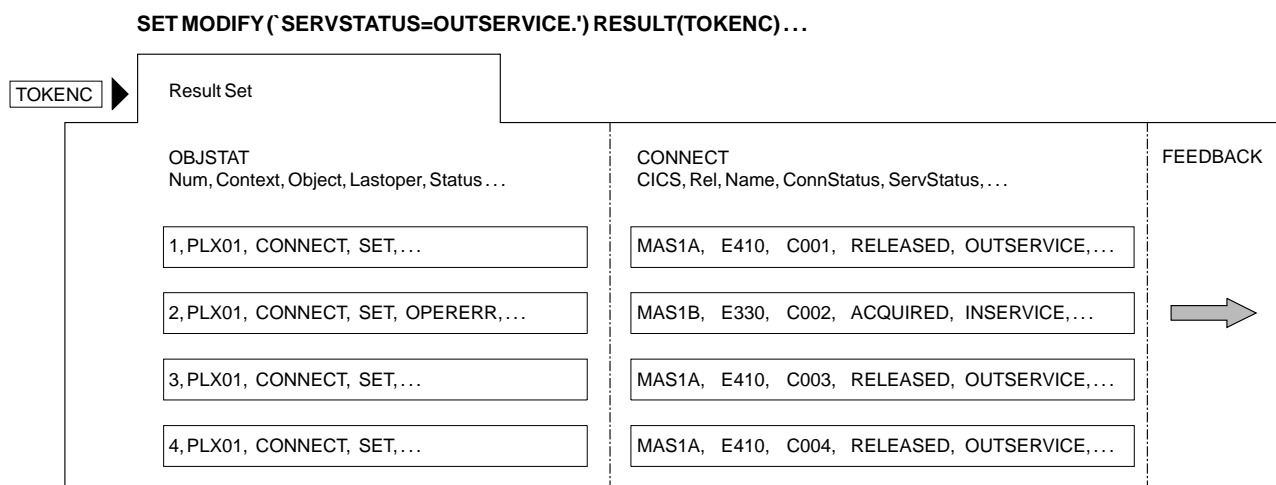 SET MODIFY (`SERVSTATUS=OUTSERVICE.') RESULT(TOKENC) . . .
TOKENC
Result Set
OBJSTAT
Num, Context, Object, Lastoper, Status . . .
CONNECT
CICS, Rel, Name, ConnStatus, ServStatus, . . .
FEEDBACK
1, PLX01, CONNECT, SET, . . .
MAS1A, E410, C001, RELEASED, OUTSERVICE, . . .
2, PLX01, CONNECT, SET, OPERERR, . . .
MAS1B, E330, C002, ACQUIRED, INSERVICE, . . .
3, PLX01, CONNECT, SET, . . .
MAS1A, E410, C003, RELEASED, OUTSERVICE, . . .
4, PLX01, CONNECT, SET, . . .
MAS1A, E410, C004, RELEASED, OUTSERVICE, . . .